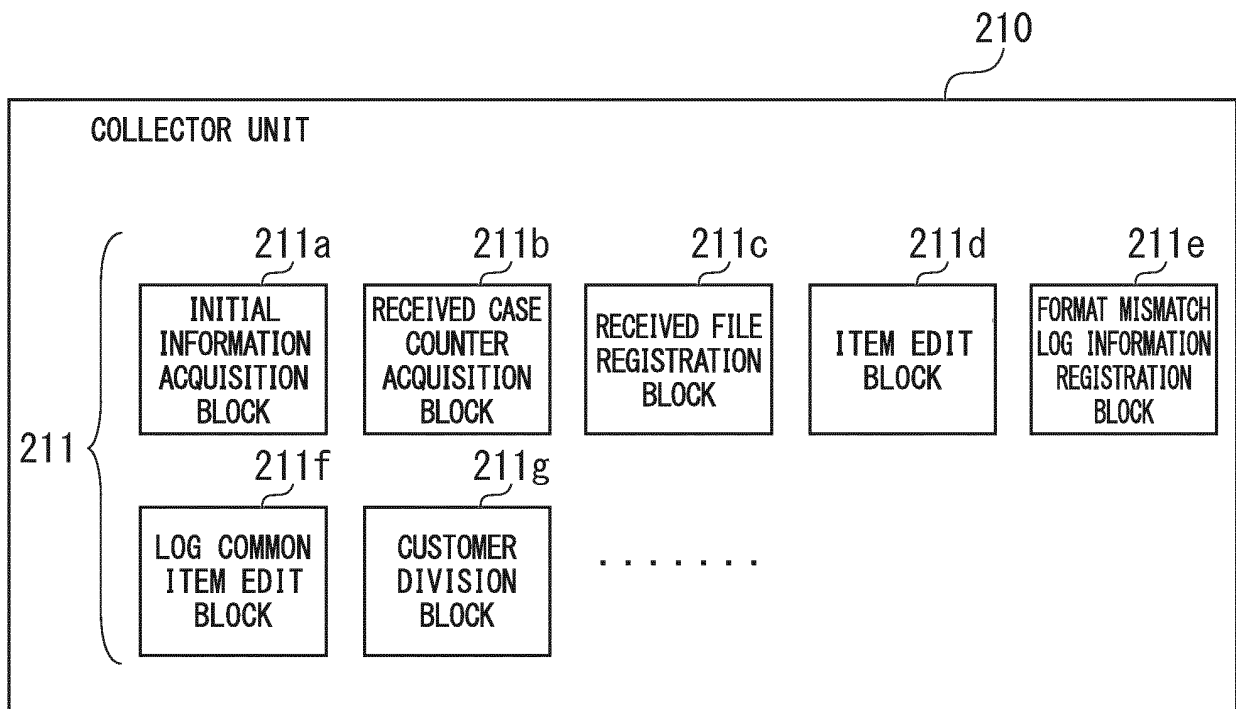 210
COLLECTOR UNIT
211
211a
INITIAL
INFORMATION
ACQUISITION
BLOCK
211b
RECEIVED CASE
COUNTER
ACQUISITION
BLOCK
211c
RECEIVED FILE
REGISTRATION
BLOCK
211d
ITEM EDIT
BLOCK
211e
FORMAT MISMATCH
LOG INFORMATION
REGISTRATION
BLOCK
211f
LOG COMMON
ITEM EDIT
BLOCK
211g
CUSTOMER
DIVISION
BLOCK
.......